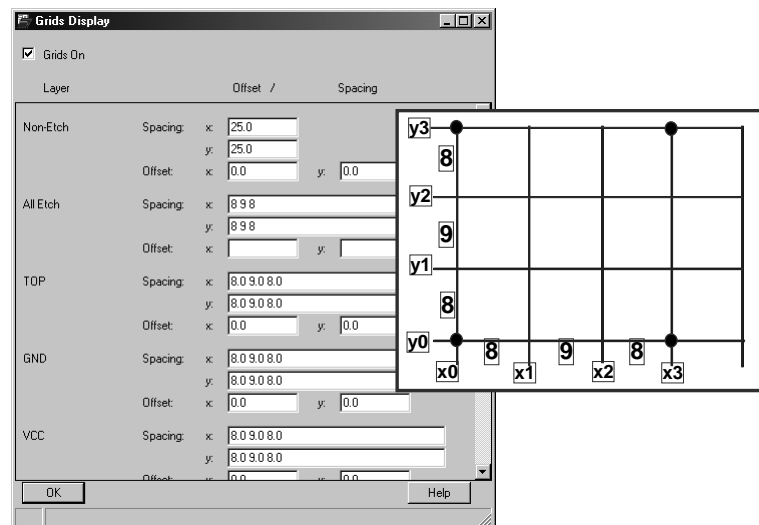 Grids Display
Grids On
Layer Offset / Spacing
Non-Etch Spacing: x: 25.0
y: 25.0
Offset: x: 0.0 y: 0.0
All Etch Spacing: x: 8 9 8
y: 8 9 8
Offset: x: y:
TOP Spacing: x: 8.0 9.0 8.0
y: 8.0 9.0 8.0
Offset: x: 0.0 y: 0.0
GND Spacing: x: 8.0 9.0 8.0
y: 8.0 9.0 8.0
Offset: x: 0.0 y: 0.0
VCC Spacing: x: 8.0 9.0 8.0
y: 8.0 9.0 8.0
Offset: x: 0.0 y: 0.0
OK Help
y3
8
y2
9
y1
8
y0
8 9 8
x0 x1 x2 x3